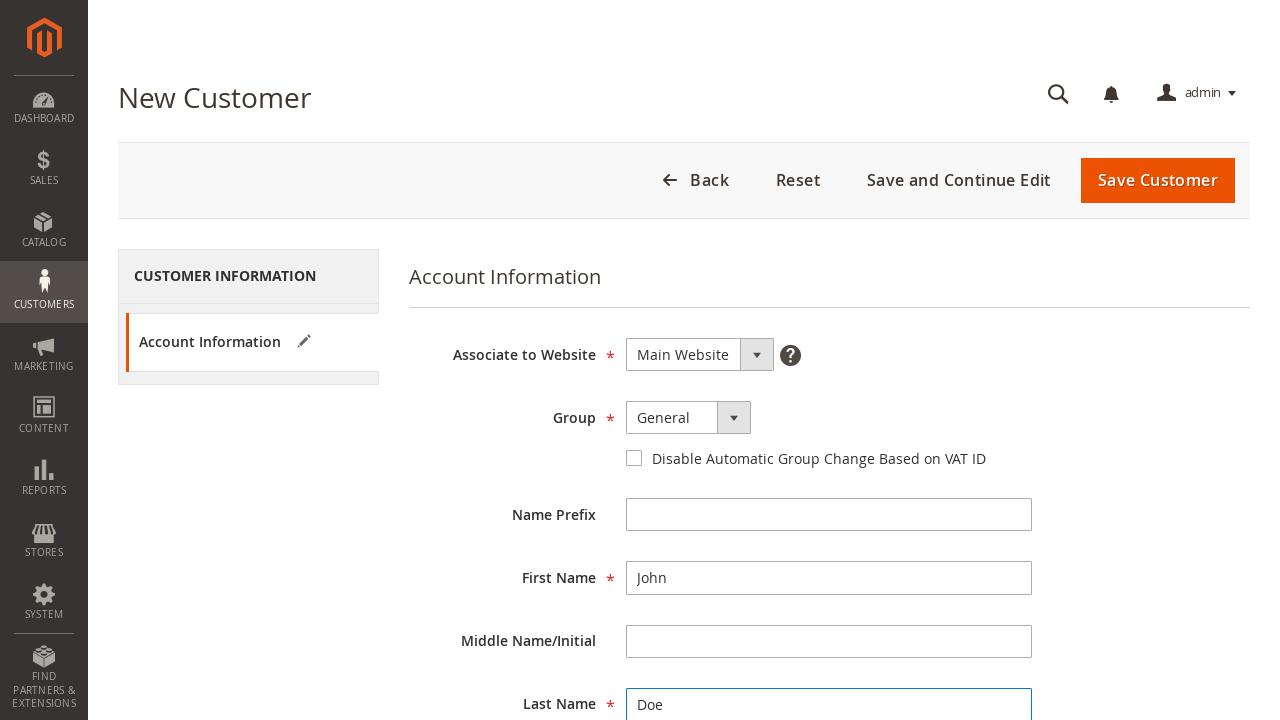 New Customer
admin
DASHBOARD
SALES
CATALOG
CUSTOMERS
MARKETING
CONTENT
REPORTS
STORES
SYSTEM
FIND
PARTNERS &
EXTENSIONS
Back
Reset
Save and Continue Edit
Save Customer
CUSTOMER INFORMATION
Account Information
Account Information
Associate to Website * Main Website ?
Group * General
Disable Automatic Group Change Based on VAT ID
Name Prefix
First Name * John
Middle Name/Initial
Last Name * Doe